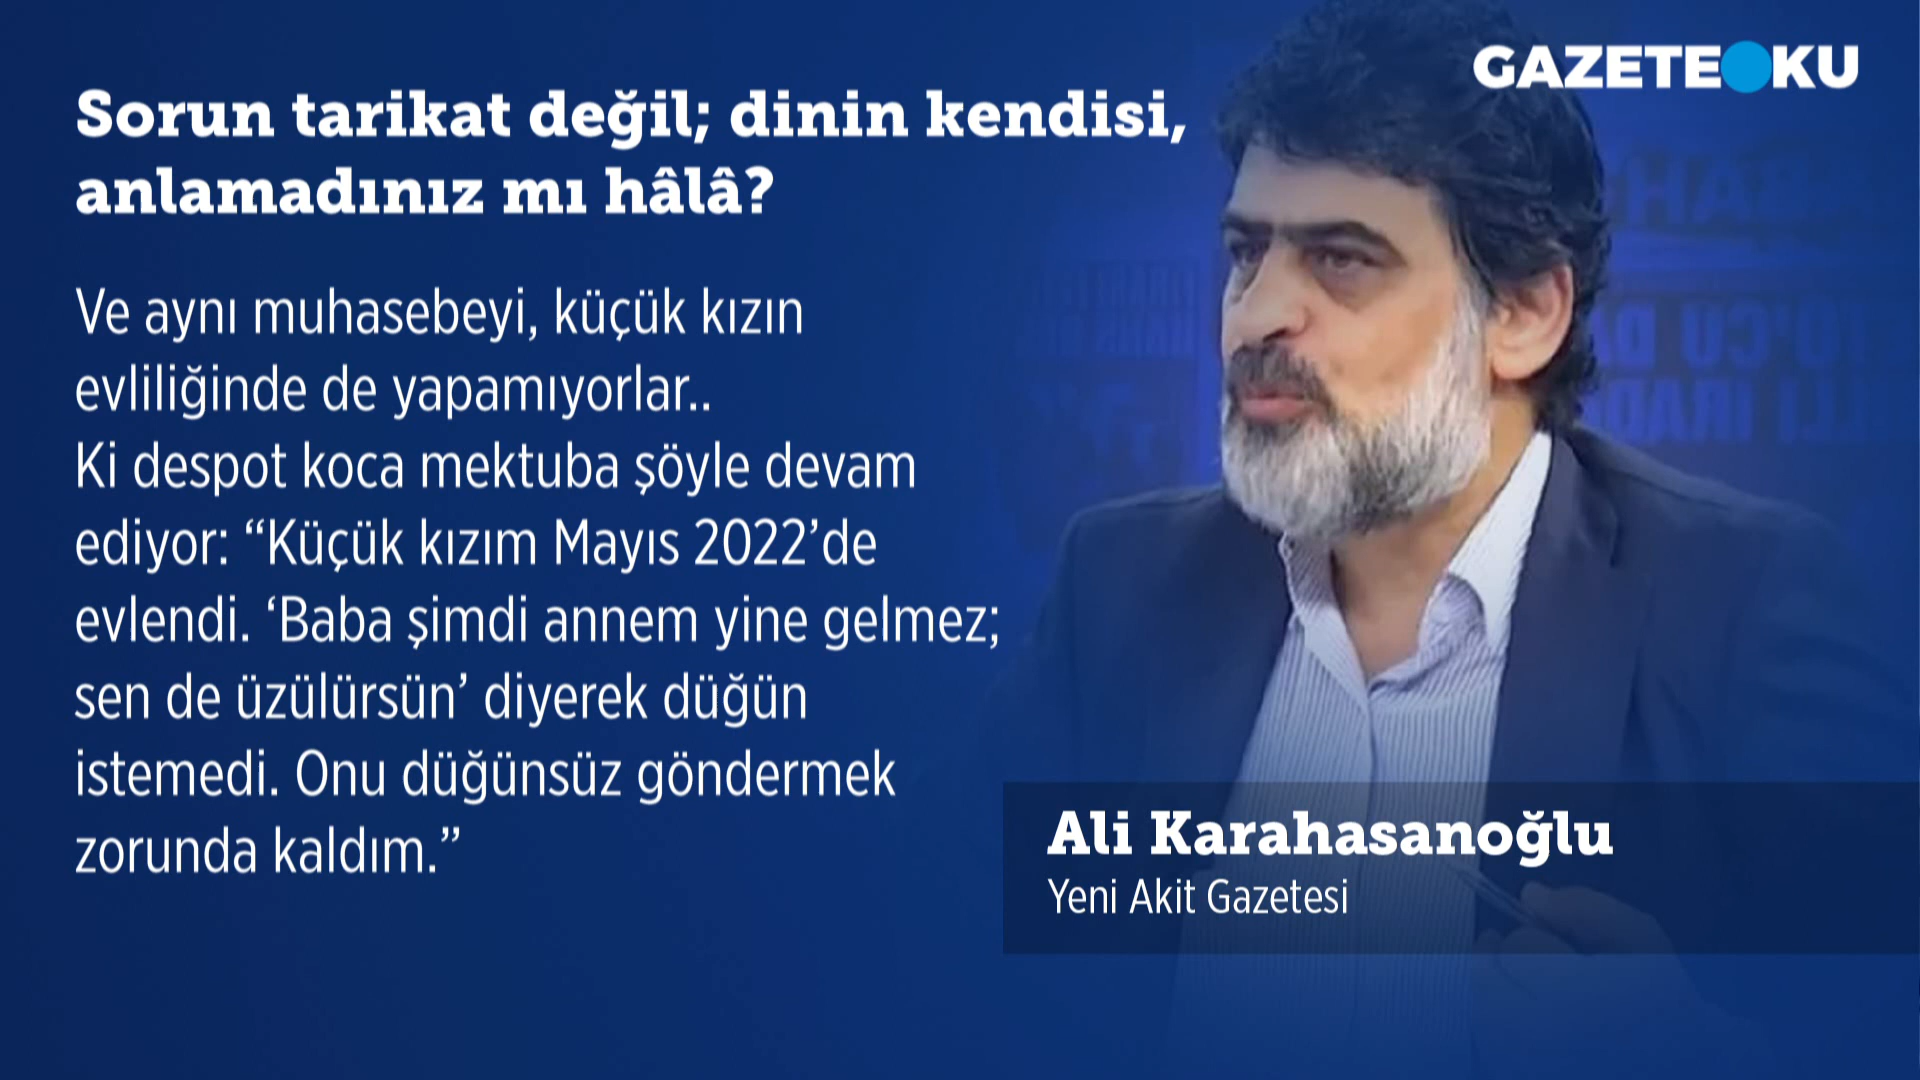 GAZETE OKU
Sorun tarikat değil; dinin kendisi,
anlamadınız mı hâlâ?
Ve aynı muhasebeyi, küçük kızın
evliliğinde de yapamıyorlar..
Ki despot koca mektuba şöyle devam
ediyor: “Küçük kızım Mayıs 2022’de
evlendi. ‘Baba şimdi annem yine gelmez;
sen de üzülürsün’ diyerek düğün
istemedi. Onu düğünsüz göndermek
zorunda kaldım.”
Ali Karahasanoğlu
Yeni Akit Gazetesi